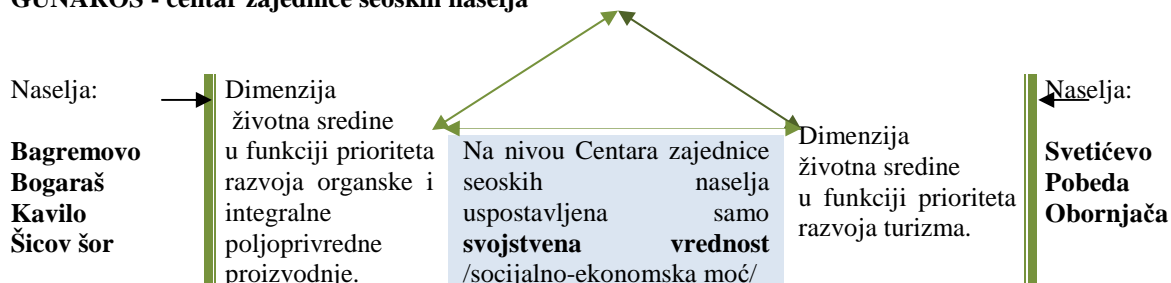 GUNAROŠ - centar zajednice seoskih naselja
Naselja:
Bagremovo
Bogaraš
Kavilo
Šicov šor
Dimenzija
životna sredine
u funkciji prioriteta
razvoja organske i
integralne
poljoprivredne
proizvodnje.
Na nivou Centara zajednice
seoskih naselja
uspostavljena samo
svojstvena vrednost
/socijalno-ekonomska moć/
Dimenzija
životna sredine
u funkciji prioriteta
razvoja turizma.
Naselja:
Svetićevo
Pobeda
Obornjača